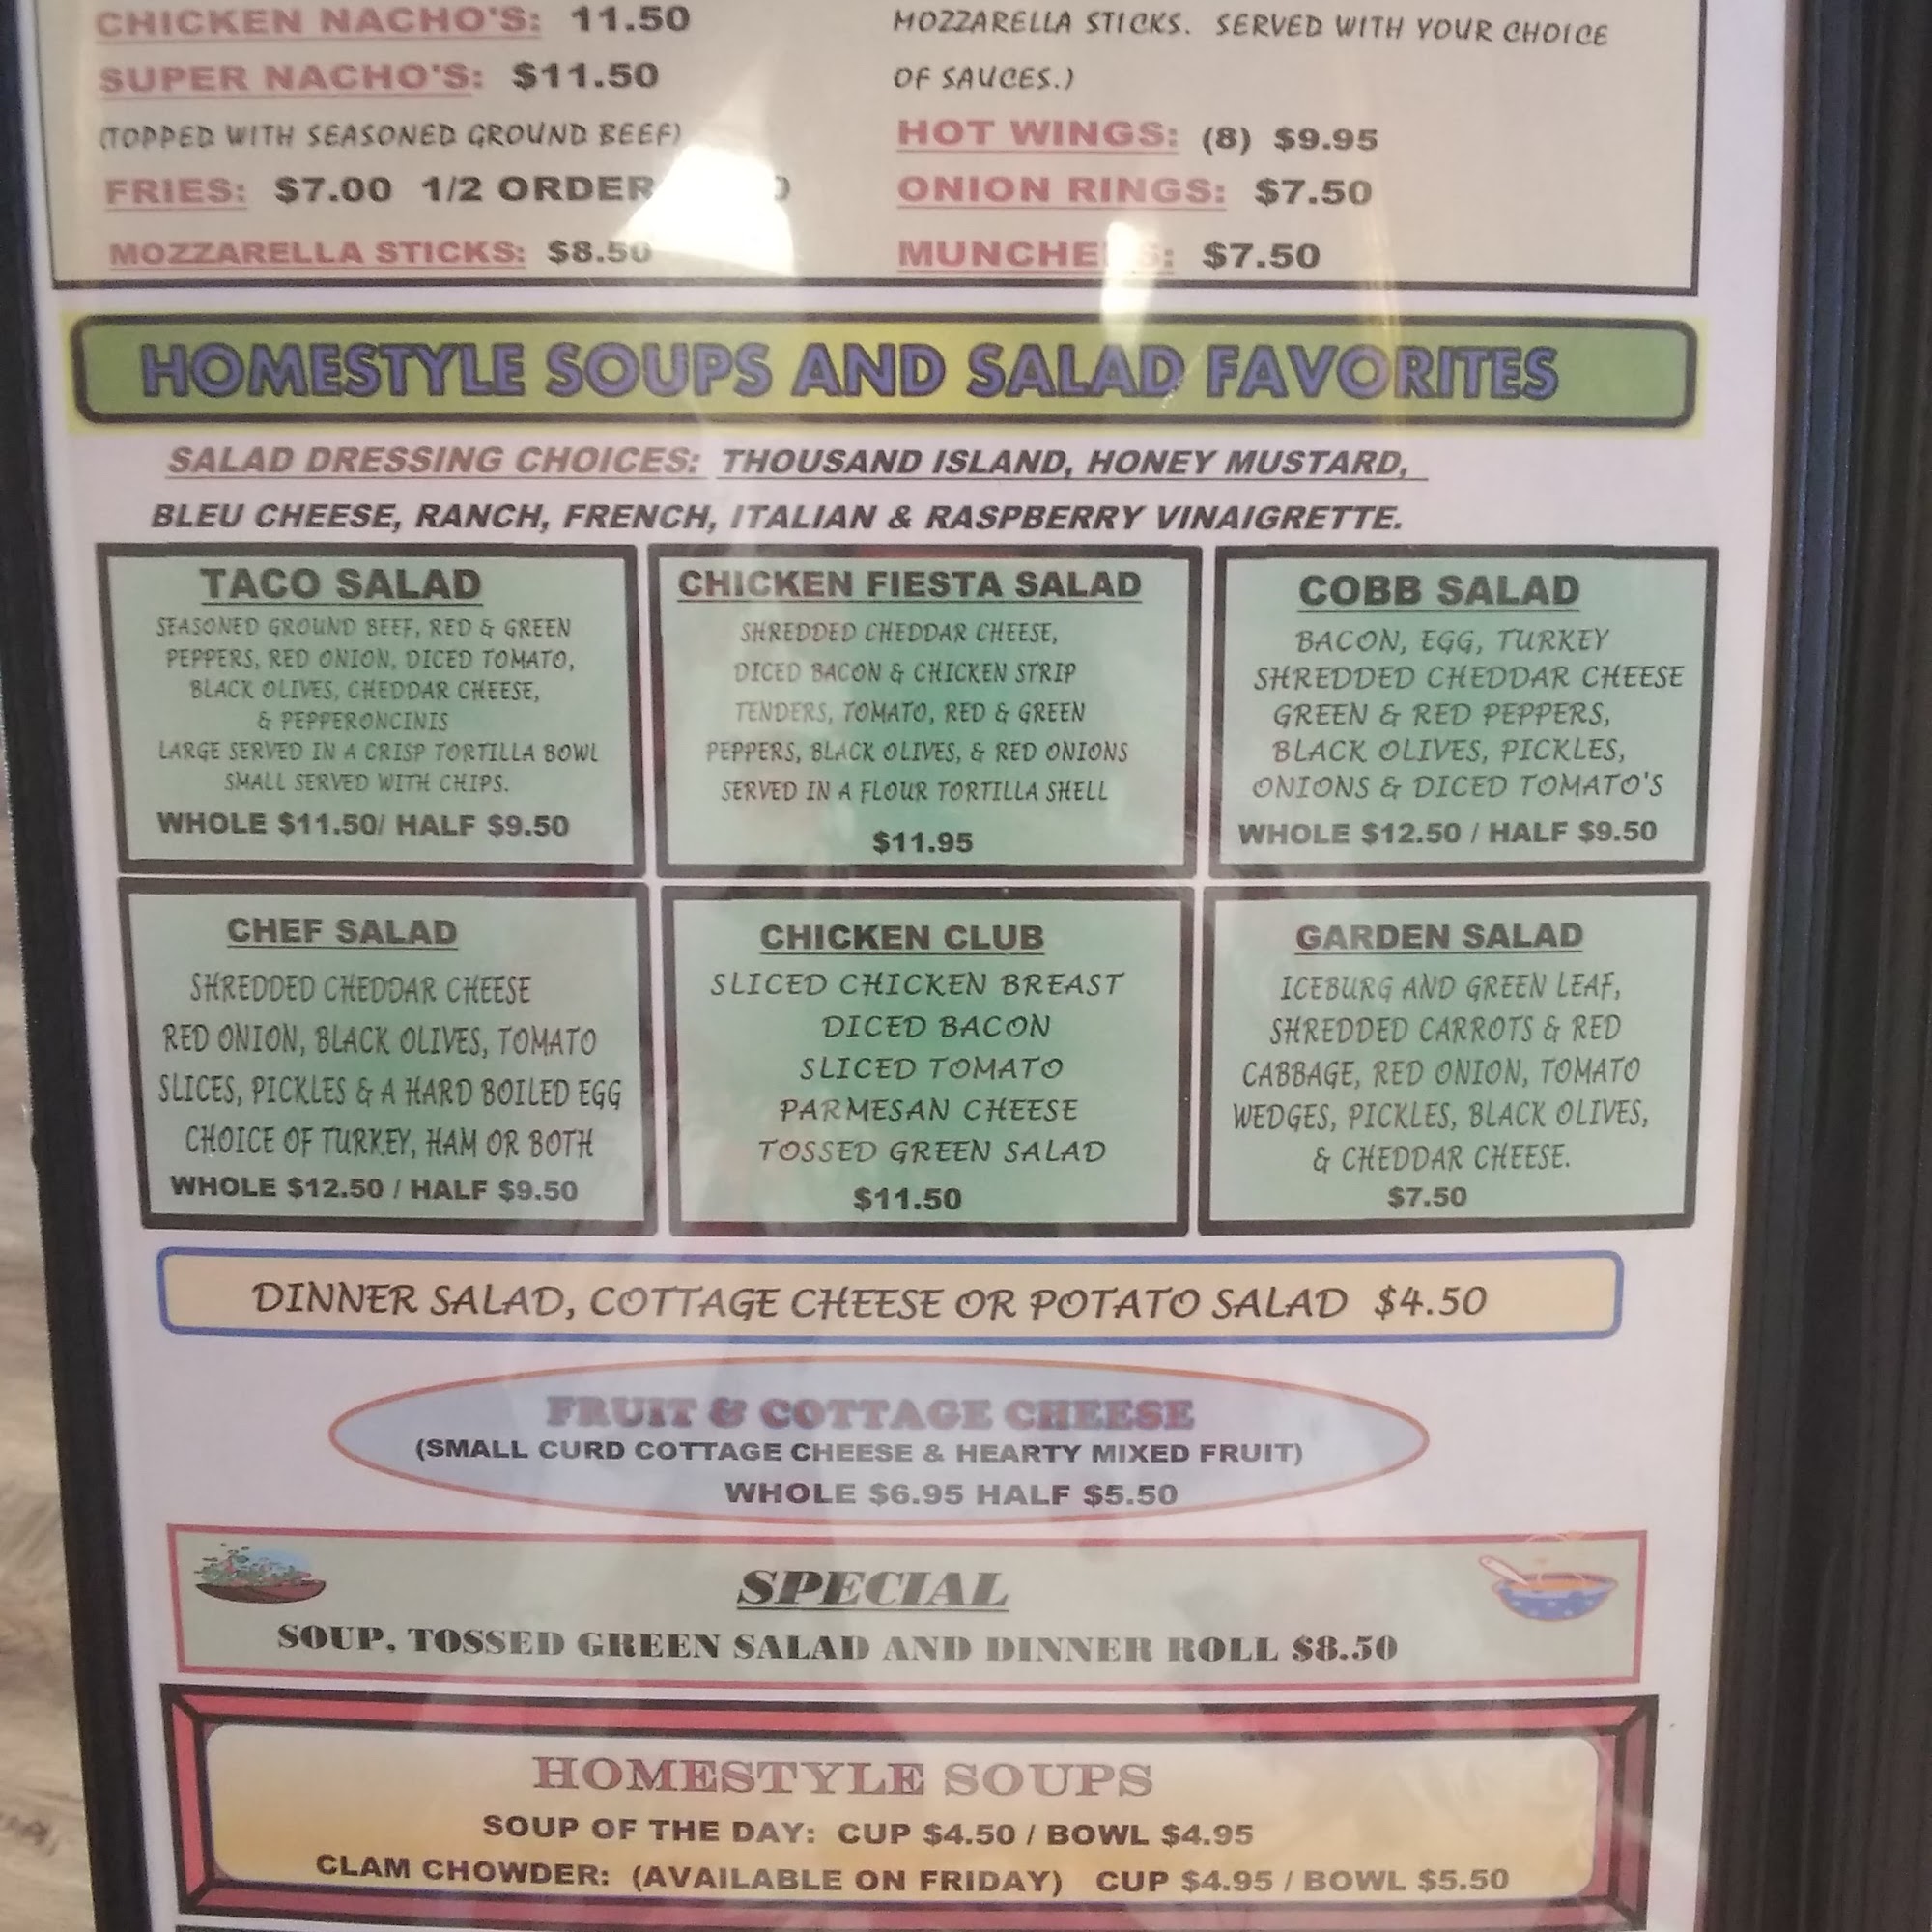 CHICKEN NACHO'S: 11.50
SUPER NACHO'S: $11.50
(TOPPED WITH SEASONED GROUND BEEF)
FRIES: $7.00 1/2 ORDER
MOZZARELLA STICKS: $8.50
MOZZARELLA STICKS. SERVED WITH YOUR CHOICE
OF SAUCES.)
HOT WINGS: (8) $9.95
ONION RINGS: $7.50
$7.50
HOMESTYLE SOUPS AND SALAD FAVORITES
SALAD DRESSING CHOICES: THOUSAND ISLAND, HONEY MUSTARD,
BLEU CHEESE, RANCH, FRENCH, ITALIAN & RASPBERRY VINAIGRETTE.
TACO SALAD
SEASONED GROUND BEEF, RED & GREEN
PEPPERS, RED ONION, DICED TOMATO,
BLACK OLIVES, CHEDDAR CHEESE,
& PEPPERONCINIS
LARGE SERVED IN A CRISP TORTILLA BOWL
SMALL SERVED WITH CHIPS.
WHOLE $11.50/ HALF $9.50
CHICKEN FIESTA SALAD
SHREDDED CHEDDAR CHEESE,
DICED BACON & CHICKEN STRIP
TENDERS, TOMATO, RED & GREEN
PEPPERS, BLACK OLIVES, & RED ONIONS
SERVED IN A FLOUR TORTILLA SHELL
$11.95
COBB SALAD
BACON, EGG, TURKEY
SHREDDED CHEDDAR CHEESE
GREEN & RED PEPPERS,
BLACK OLIVES, PICKLES,
ONIONS & DICED TOMATO'S
WHOLE $12.50 / HALF $9.50
CHEF SALAD
SHREDDED CHEDDAR CHEESE
RED ONION, BLACK OLIVES, TOMATO
SLICES, PICKLES & A HARD BOILED EGG
CHOICE OF TURKEY, HAM OR BOTH
WHOLE $12.50 / HALF $9.50
CHICKEN CLUB
SLICED CHICKEN BREAST
DICED BACON
SLICED TOMATO
PARMESAN CHEESE
TOSSED GREEN SALAD
$11.50
GARDEN SALAD
ICEBURG AND GREEN LEAF,
SHREDDED CARROTS & RED
CABBAGE, RED ONION, TOMATO
WEDGES, PICKLES, BLACK OLIVES,
& CHEDDAR CHEESE.
$7.50
DINNER SALAD, COTTAGE CHEESE OR POTATO SALAD $4.50
FRUIT & COTTAGE CHEESE
(SMALL CURD COTTAGE CHEESE & HEARTY MIXED FRUIT)
WHOLE $6.95 HALF $5.50
SPECIAL
SOUP, TOSSED GREEN SALAD AND DINNER ROLL $8.50
HOMESTYLE SOUPS
SOUP OF THE DAY: CUP $4.50 / BOWL $4.95
CLAM CHOWDER: (AVAILABLE ON FRIDAY) CUP $4.95 / BOWL $5.50